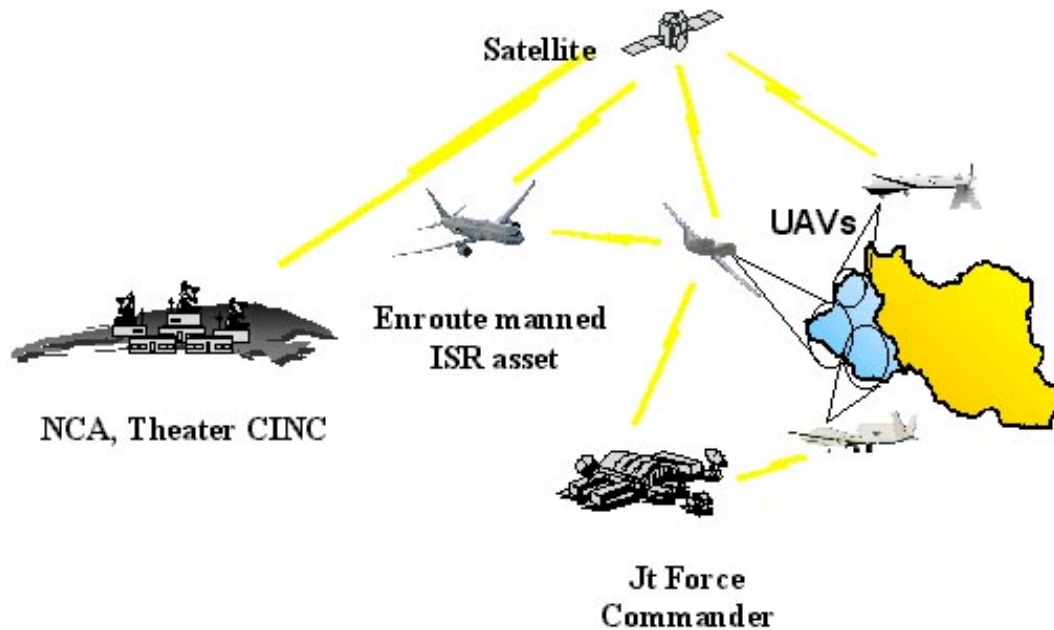 Satellite
UAVs
Enroute manned
ISR asset
NCA, Theater CINC
Jt Force
Commander